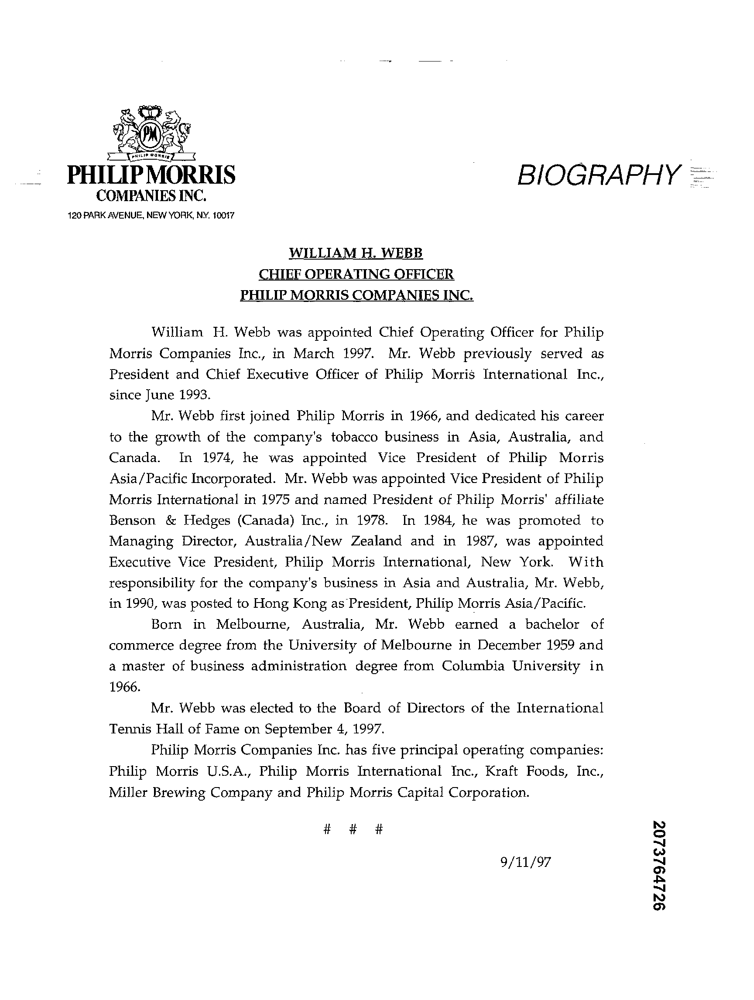 PM
PHILIP MORRIS
PHILIP MORRIS
COMPANIES INC.
120 PARK AVENUE, NEW YORK, N.Y. 10017
BIOGRAPHY
WILLIAM H. WEBB
CHIEF OPERATING OFFICER
PHILIP MORRIS COMPANIES INC.
William H. Webb was appointed Chief Operating Officer for Philip
Morris Companies Inc., in March 1997. Mr. Webb previously served as
President and Chief Executive Officer of Philip Morris International Inc.,
since June 1993.
Mr. Webb first joined Philip Morris in 1966, and dedicated his career
to the growth of the company's tobacco business in Asia, Australia, and
Canada. In 1974, he was appointed Vice President of Philip Morris
Asia/Pacific Incorporated. Mr. Webb was appointed Vice President of Philip
Morris International in 1975 and named President of Philip Morris' affiliate
Benson & Hedges (Canada) Inc., in 1978. In 1984, he was promoted to
Managing Director, Australia/New Zealand and in 1987, was appointed
Executive Vice President, Philip Morris International, New York. With
responsibility for the company's business in Asia and Australia, Mr. Webb,
in 1990, was posted to Hong Kong as President, Philip Morris Asia/Pacific.
Born in Melbourne, Australia, Mr. Webb earned a bachelor of
commerce degree from the University of Melbourne in December 1959 and
a master of business administration degree from Columbia University in
1966.
Mr. Webb was elected to the Board of Directors of the International
Tennis Hall of Fame on September 4, 1997.
Philip Morris Companies Inc. has five principal operating companies:
Philip Morris U.S.A., Philip Morris International Inc., Kraft Foods, Inc.,
Miller Brewing Company and Philip Morris Capital Corporation.
# # #
9/11/97
2073764726